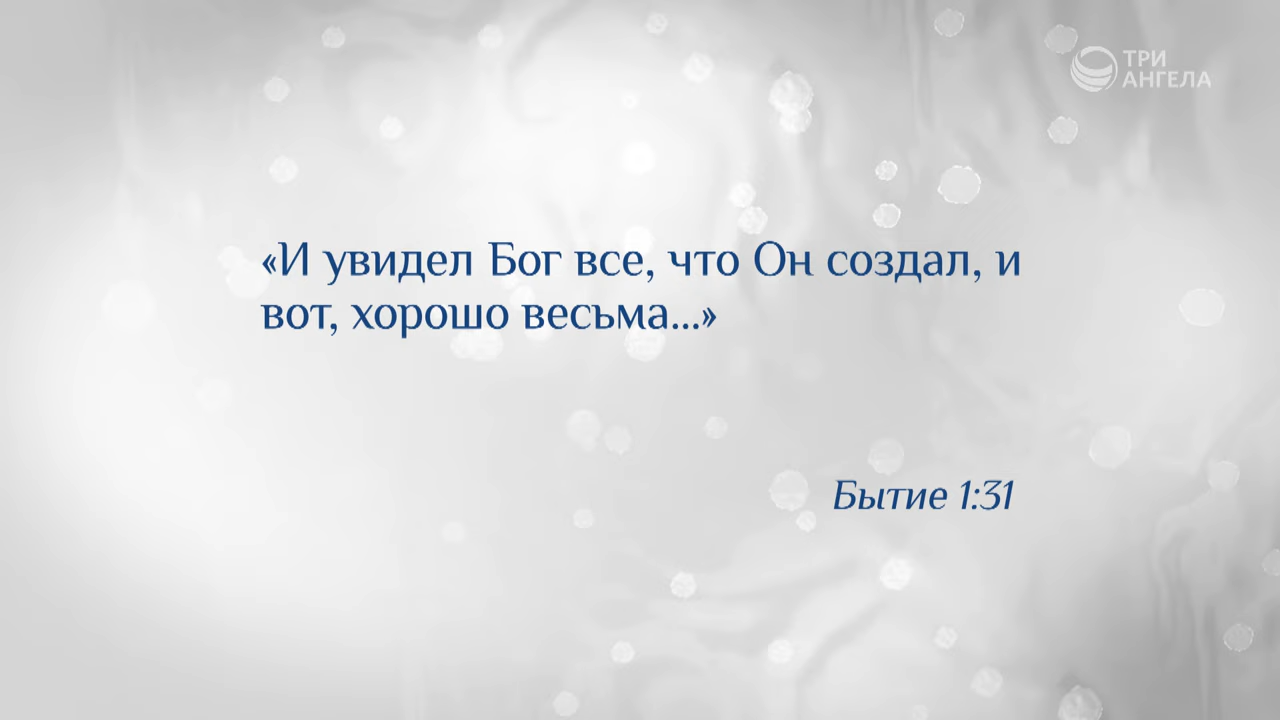 ТРИ
АНГЕЛА
«И увидел Бог все, что Он создал, и
вот, хорошо весьма...»
Бытие 1:31